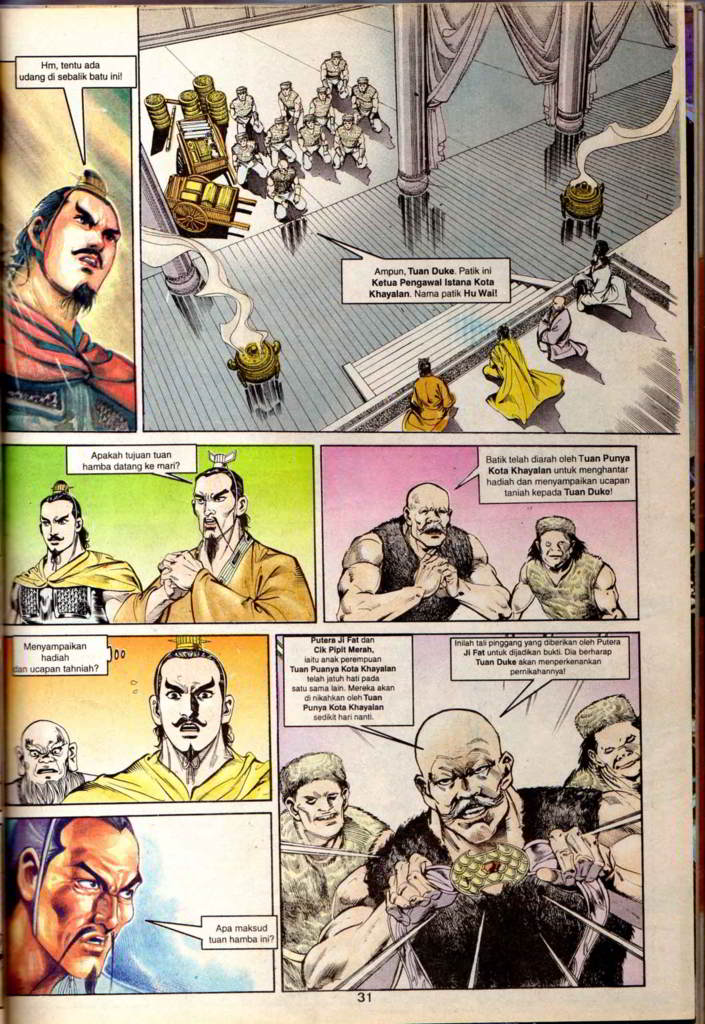 Hm, tentu ada
udang di sebalik batu ini!
Ampun, Tuan Duke. Patik ini
Ketua Pengawal Istana Kota
Khayalan. Nama patik Hu Wai!
Apakah tujuan tuan
hamba datang ke mari?
Batik telah diarah oleh Tuan Punya
Kota Khayalan untuk menghantar
hadiah dan menyampaikan ucapan
taniah kepada Tuan Duke!
Menyampaikan
hadiah
dan ucapan tahniah?
Putera Ji Fat dan
Cik Pipit Merah,
iaitu anak perempuan
Tuan Puanya Kota Khayalan
telah jatuh hati pada
satu sama lain. Mereka akan
di nikahkan oleh Tuan
Punya Kota Khayalan
sedikit hari nanti.
Inilah tali pinggang yang diberikan oleh Putera
Ji Fat untuk dijadikan bukti. Dia berharap
Tuan Duke akan memperkenankan
pernikahannya!
Apa maksud
tuan hamba ini?
31